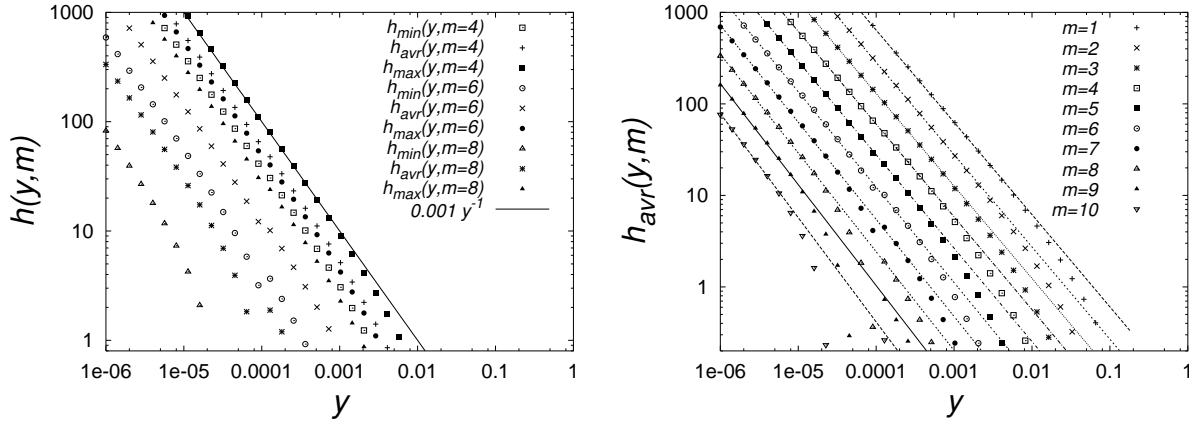 h(y,m)
1000
100
10
1
1e-06 1e-05 0.0001 0.001 0.01 0.1 1
y
h_min(y,m=4)
h_avr(y,m=4)
h_max(y,m=4)
h_min(y,m=6)
h_avr(y,m=6)
h_max(y,m=6)
h_min(y,m=8)
h_avr(y,m=8)
h_max(y,m=8)
0.001 y^-1
h_avr(y,m)
1000
100
10
1
1e-06 1e-05 0.0001 0.001 0.01 0.1 1
y
m=1
m=2
m=3
m=4
m=5
m=6
m=7
m=8
m=9
m=10